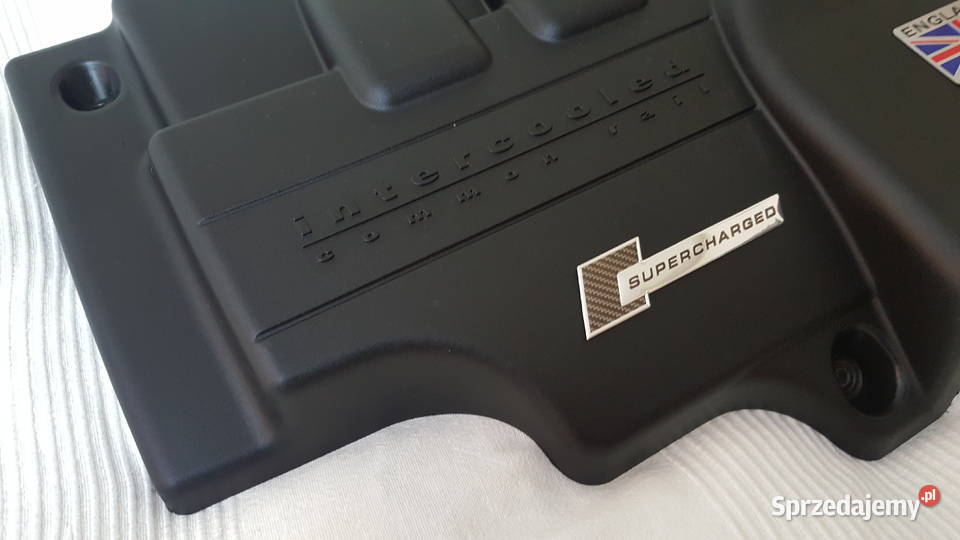 ENGLA
intercooled
common rail
SUPERCHARGED
Sprzedajemy.pl